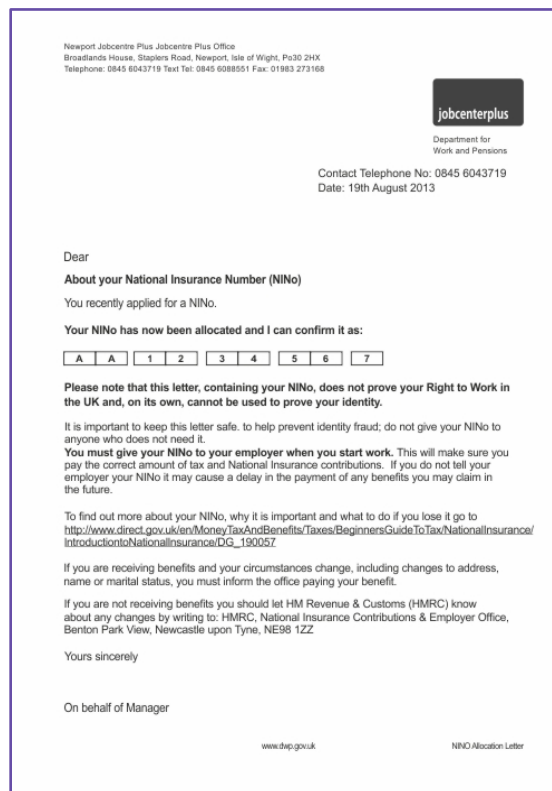 Newport Jobcentre Plus Jobcentre Plus Office
Broadlands House, Staplers Road, Newport, Isle of Wight, Po30 2HX
Telephone: 0845 6043719 Text Tel: 0845 6088551 Fax: 01983 273168
jobcenterplus
Department for
Work and Pensions
Contact Telephone No: 0845 6043719
Date: 19th August 2013
Dear
About your National Insurance Number (NINo)
You recently applied for a NINo.
Your NINo has now been allocated and I can confirm it as:
A A 1 2 3 4 5 6 7
Please note that this letter, containing your NINo, does not prove your Right to Work in
the UK and, on its own, cannot be used to prove your identity.
It is important to keep this letter safe. to help prevent identity fraud; do not give your NINo to
anyone who does not need it.
You must give your NINo to your employer when you start work. This will make sure you
pay the correct amount of tax and National Insurance contributions. If you do not tell your
employer your NINo it may cause a delay in the payment of any benefits you may claim in
the future.
To find out more about your NINo, why it is important and what to do if you lose it go to
http://www.direct.gov.uk/en/MoneyTaxAndBenefits/Taxes/BeginnersGuideToTax/NationalInsurance/
IntroductiontoNationalInsurance/DG_190057
If you are receiving benefits and your circumstances change, including changes to address,
name or marital status, you must inform the office paying your benefit.
If you are not receiving benefits you should let HM Revenue & Customs (HMRC) know
about any changes by writing to: HMRC, National Insurance Contributions & Employer Office,
Benton Park View, Newcastle upon Tyne, NE98 1ZZ
Yours sincerely
On behalf of Manager
www.dwp.gov.uk NINO Allocation Letter